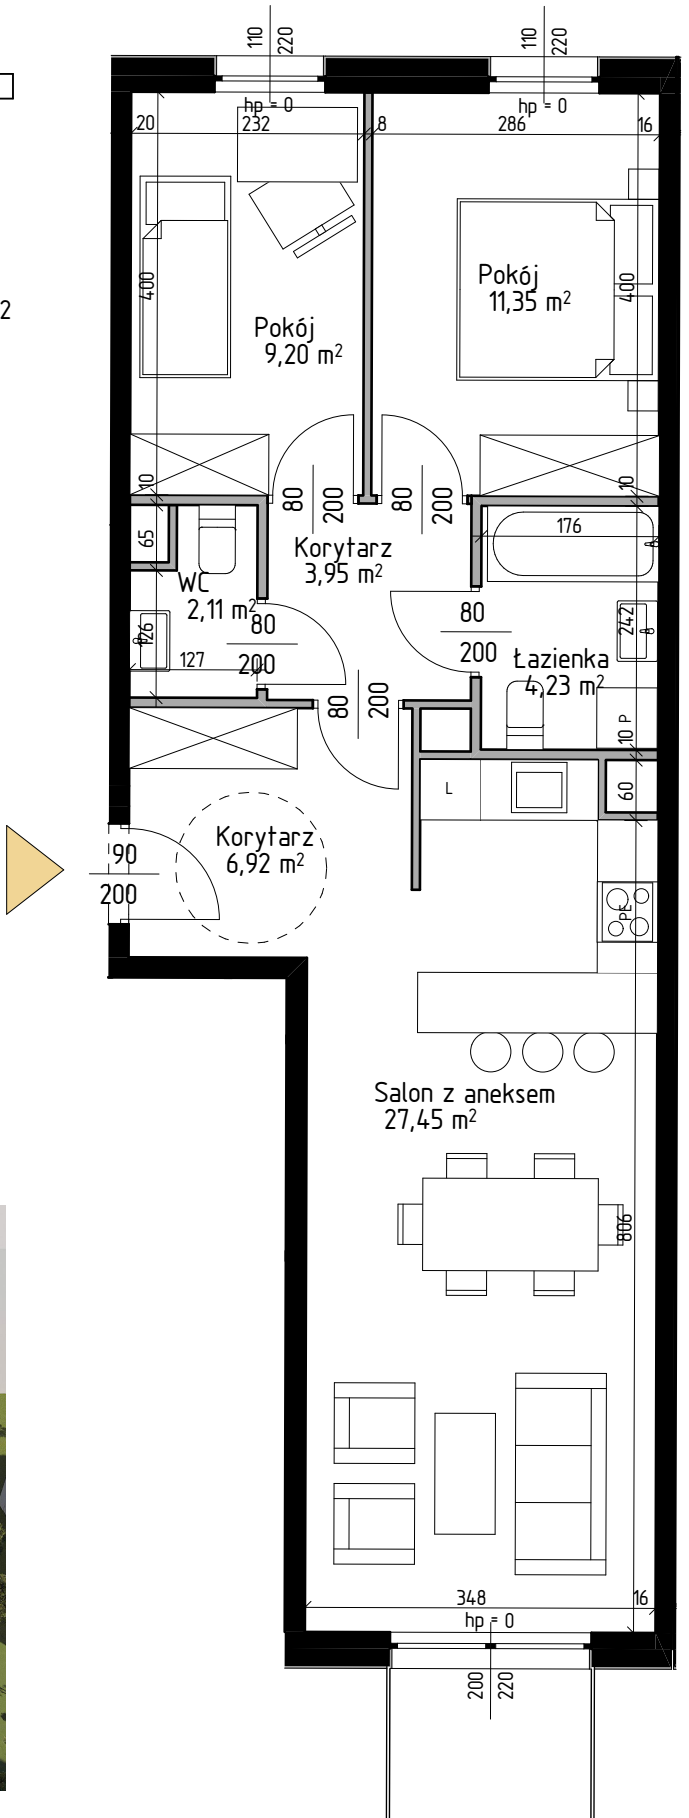 110
220
110
220
hp = 0
hp = 0
20
232
8
286
16
400
400
Pokój
11,35 m²
Pokój
9,20 m²
2
10
10
80
200
80
200
65
176
Korytarz
3,95 m²
WC
2,11 m²
126
127
80
200
80
200
242
Łazienka
4,23 m²
80
200
10
P
L
60
Korytarz
6,92 m²
90
200
PE
Salon z aneksem
27,45 m²
806
348
16
hp = 0
200
220